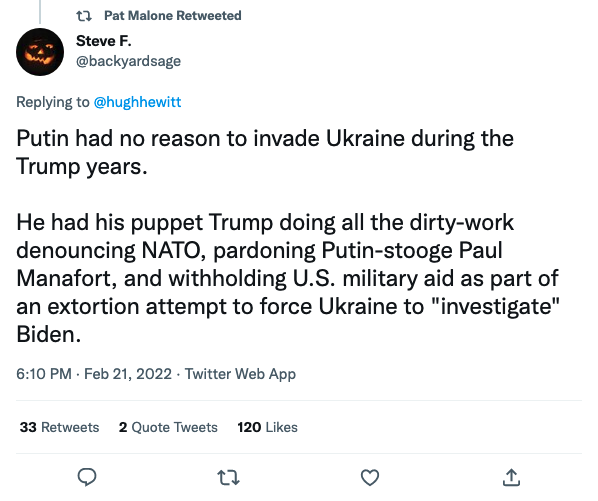 Pat Malone Retweeted
Steve F.
@backyardsage
Replying to @hughhewitt
Putin had no reason to invade Ukraine during the
Trump years.
He had his puppet Trump doing all the dirty-work
denouncing NATO, pardoning Putin-stooge Paul
Manafort, and withholding U.S. military aid as part of
an extortion attempt to force Ukraine to "investigate"
Biden.
6:10 PM · Feb 21, 2022 · Twitter Web App
33 Retweets 2 Quote Tweets 120 Likes